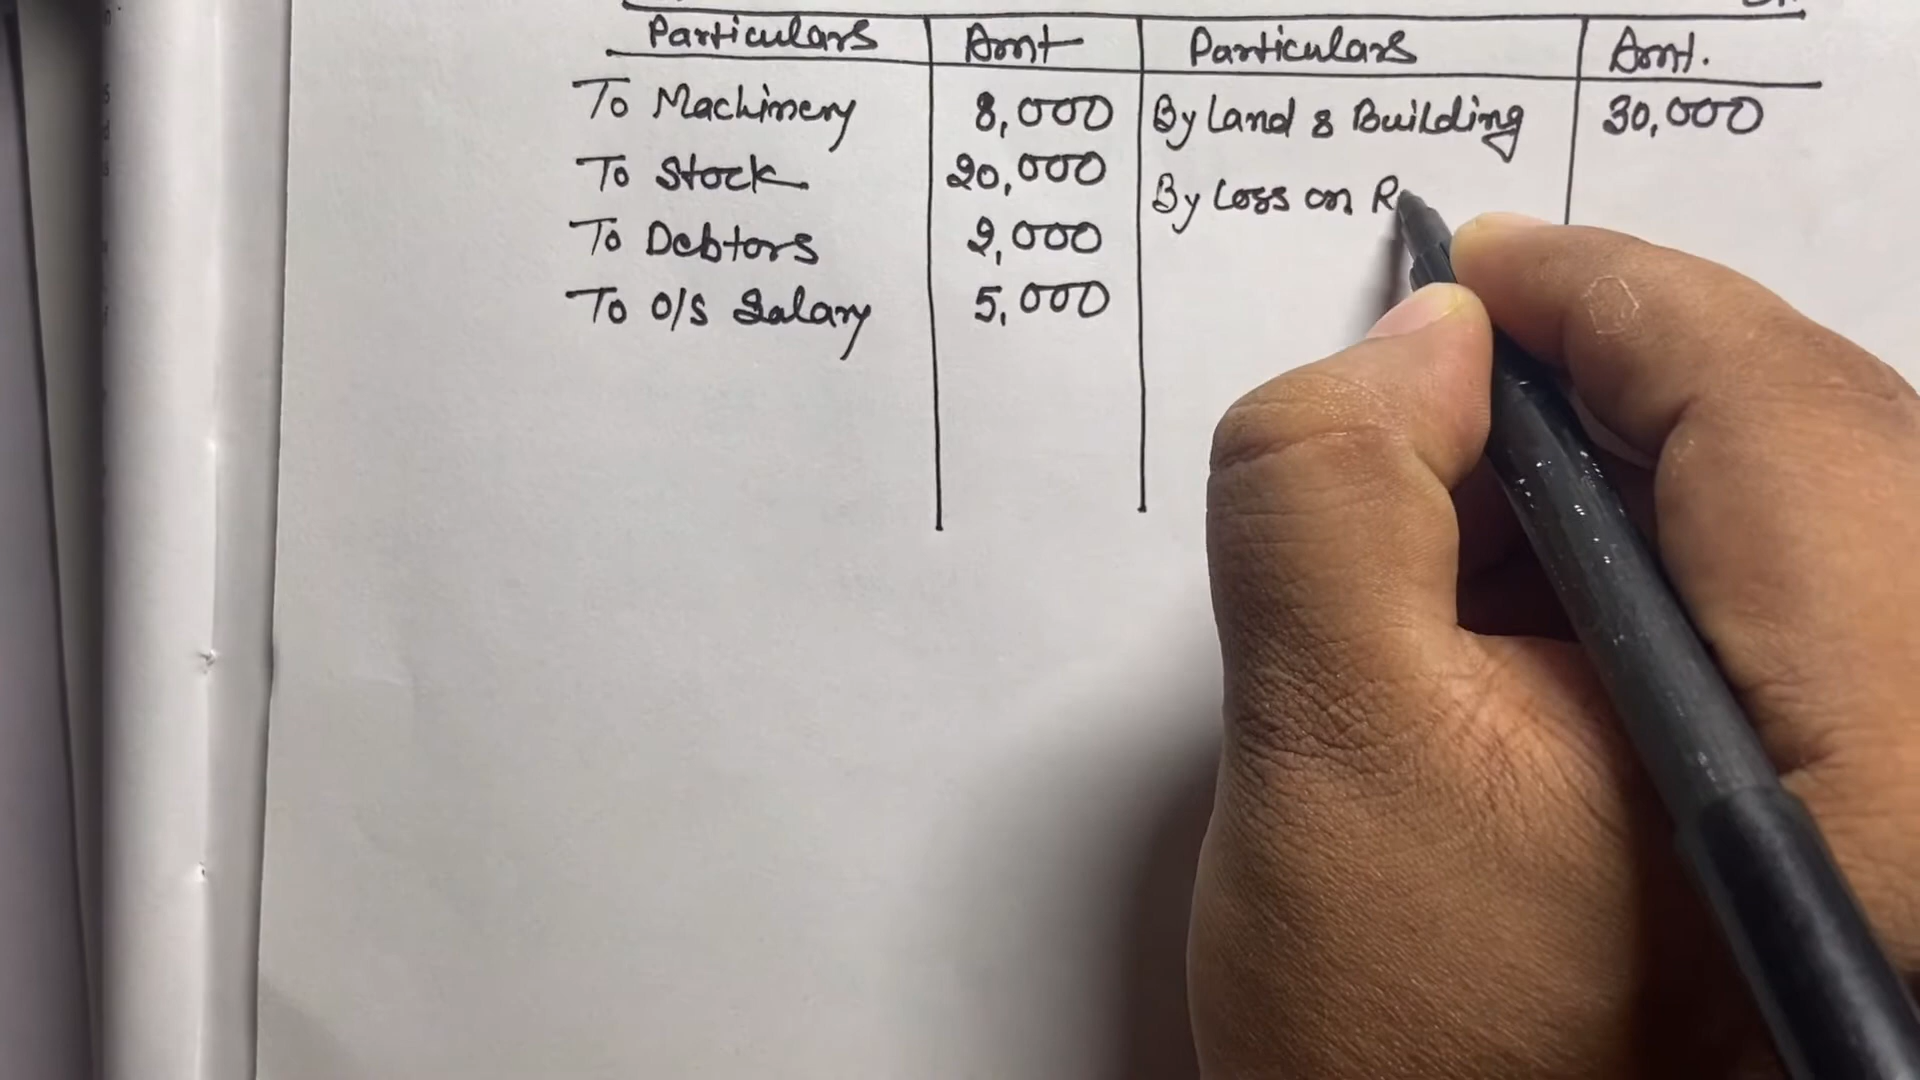 Particulars Amt Particulars Amt.
To Machinery 8,000 By Land & Building 30,000
To Stock 20,000 By Loss on R
To Debtors 2,000
To O/S Salary 5,000